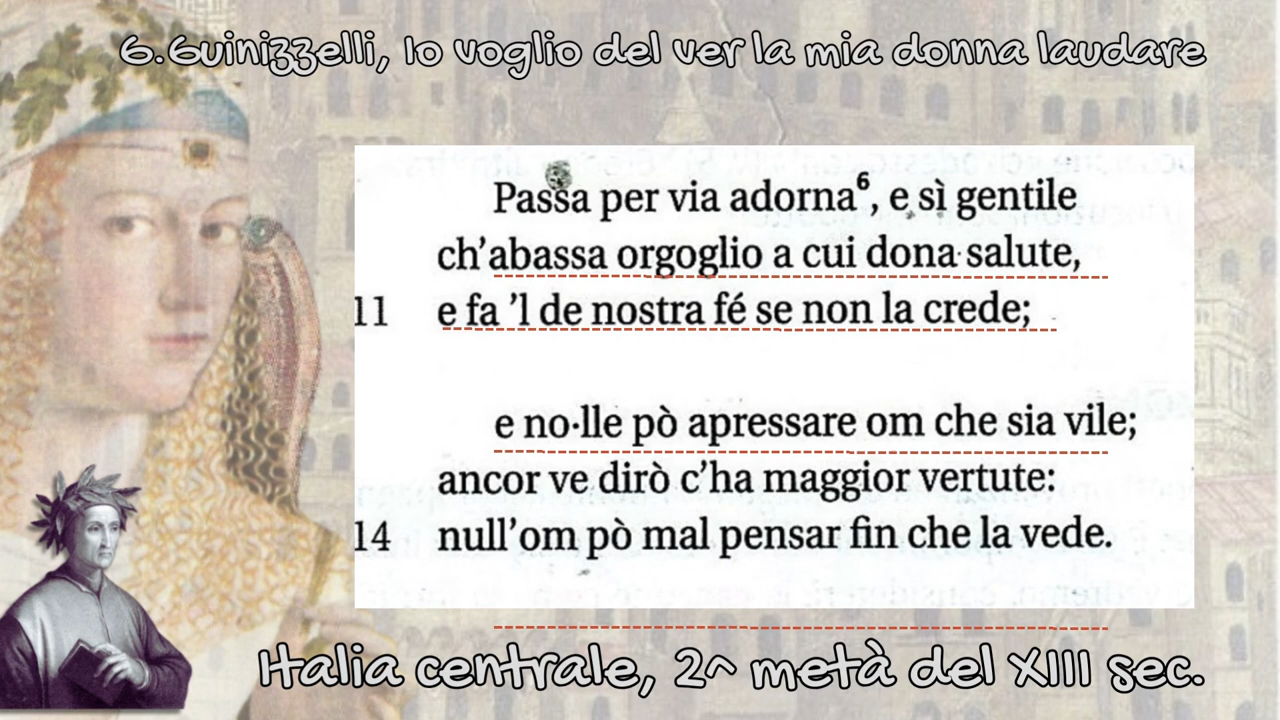 6.Guinizzelli, Io voglio del ver la mia donna laudare
Passa per via adorna⁶, e sì gentile
ch’abassa orgoglio a cui dona salute,
11 e fa ’l de nostra fé se non la crede;
e no·lle pò apressare om che sia vile;
ancor ve dirò c’ha maggior vertute:
14 null’om pò mal pensar fin che la vede.
Italia centrale, 2^ metà del XIII sec.